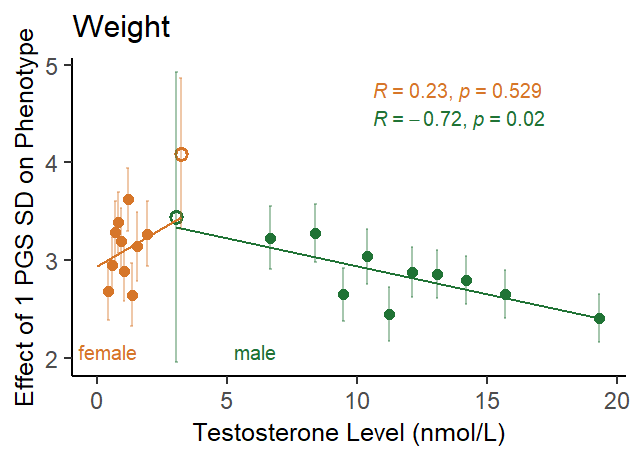 Weight
Effect of 1 PGS SD on Phenotype
5
4
3
2
R = 0.23, p = 0.529
R = −0.72, p = 0.02
female
male
0 5 10 15 20
Testosterone Level (nmol/L)